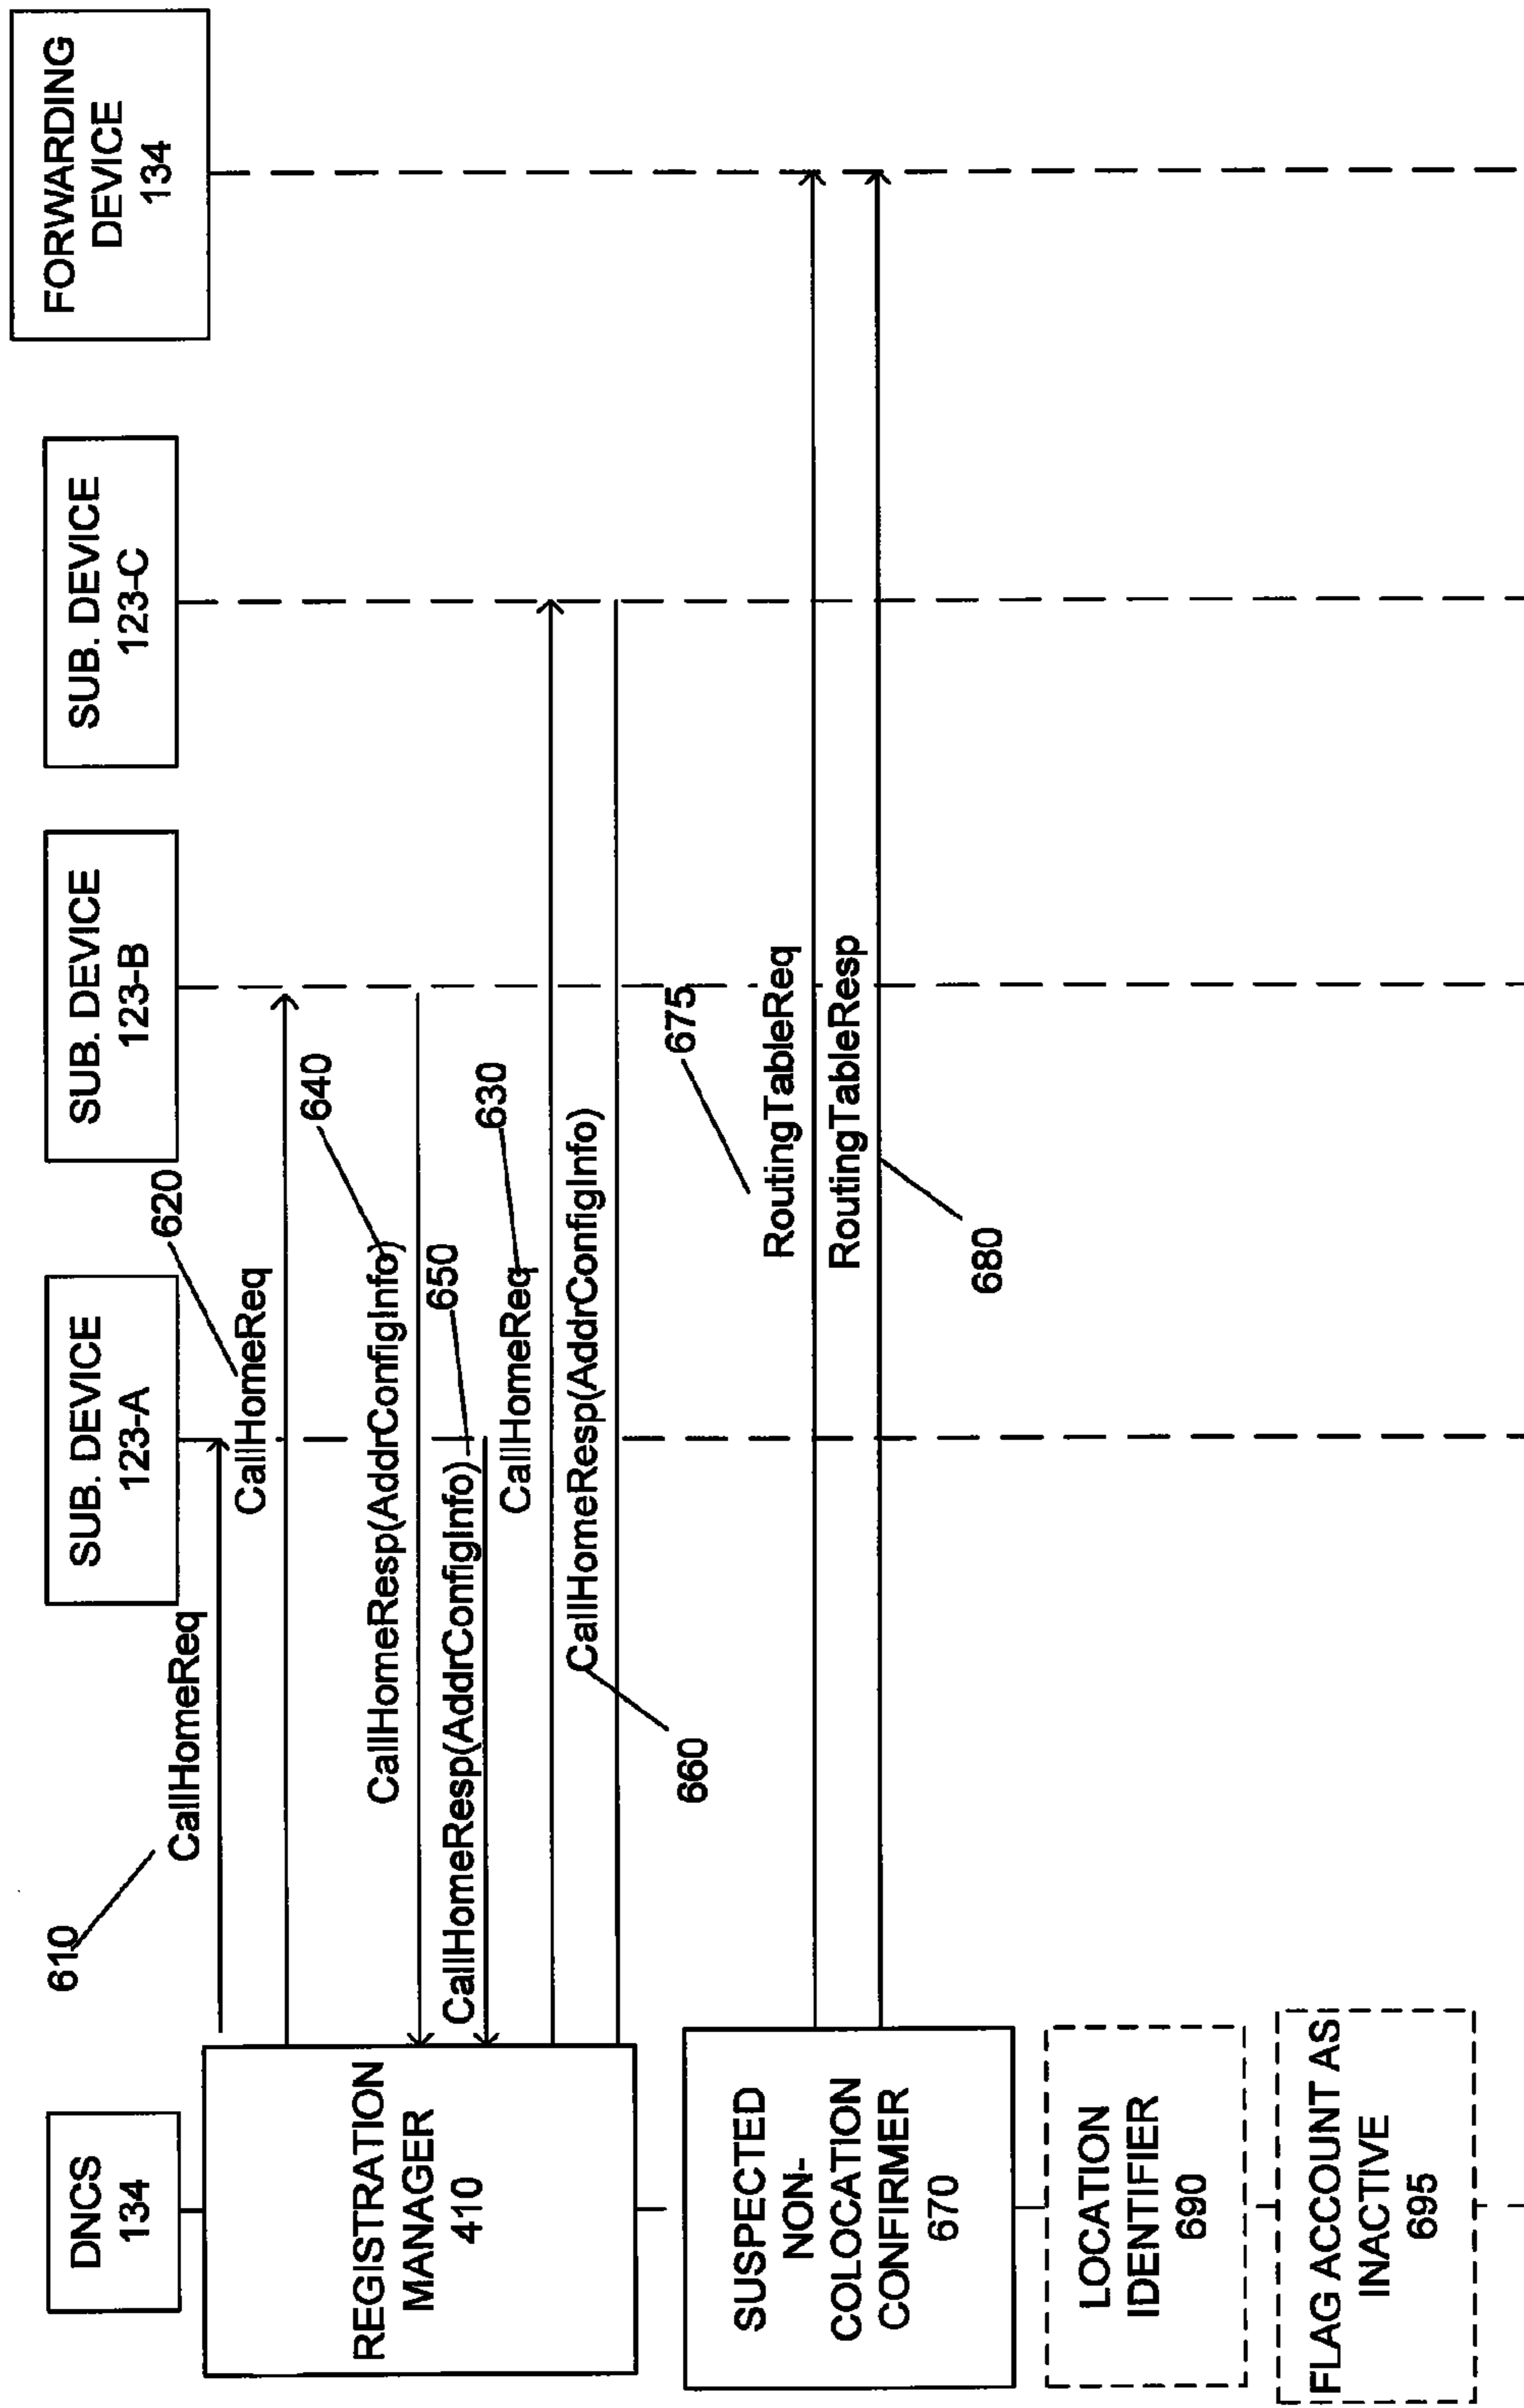 DNCS
134
SUB. DEVICE
123-A
SUB. DEVICE
123-B
SUB. DEVICE
123-C
FORWARDING
DEVICE
134
610
CallHomeReq
620
CallHomeReq
REGISTRATION
MANAGER
410
640
CallHomeResp(AddrConfigInfo)
650
CallHomeResp(AddrConfigInfo)
630
CallHomeReq
CallHomeResp(AddrConfigInfo)
660
675
RoutingTableReq
RoutingTableResp
680
SUSPECTED
NON-
COLOCATION
CONFIRMER
670
LOCATION
IDENTIFIER
690
FLAG ACCOUNT AS
INACTIVE
695